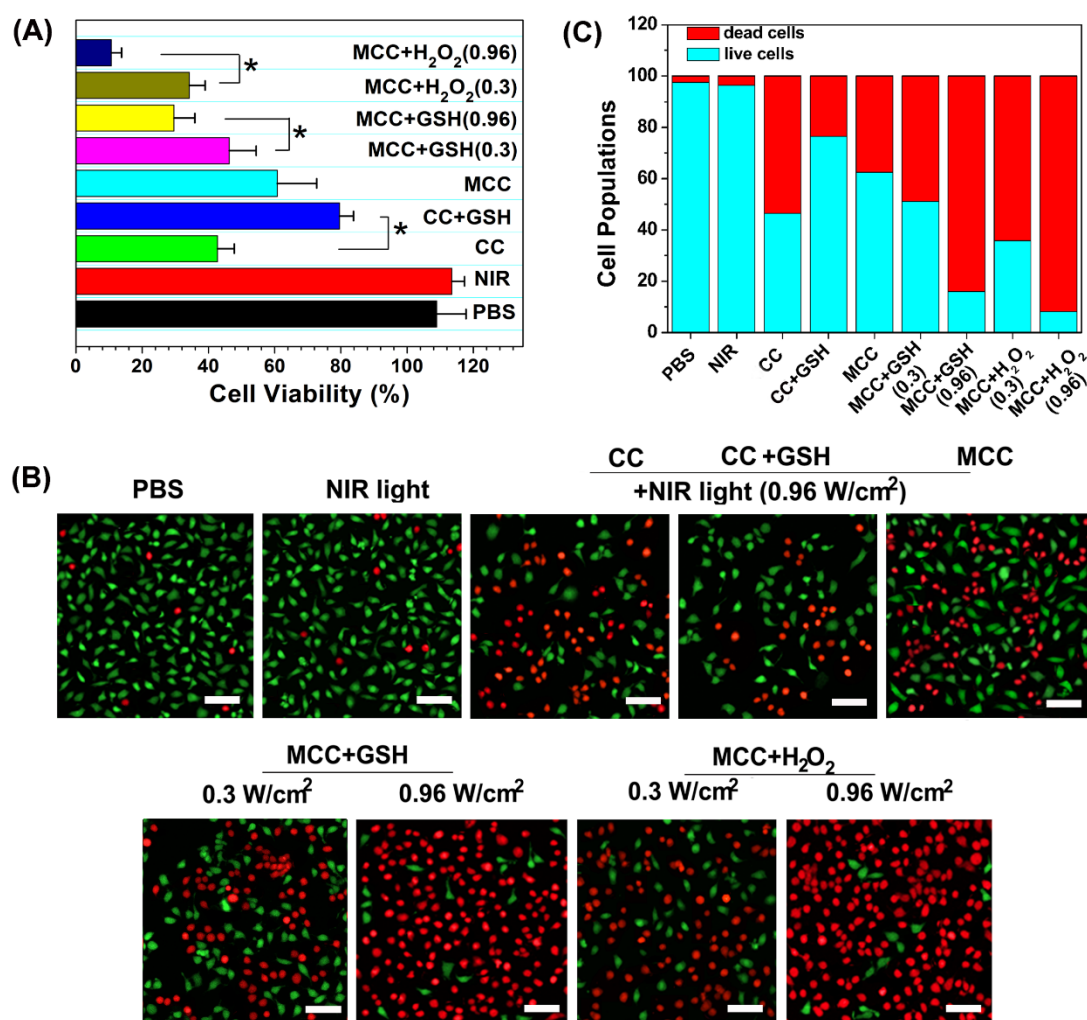 (A)
MCC+H₂O₂(0.96)
*
MCC+H₂O₂(0.3)
MCC+GSH(0.96)
*
MCC+GSH(0.3)
MCC
CC+GSH
*
CC
NIR
PBS
0 20 40 60 80 100 120
Cell Viability (%)
(C)
dead cells
live cells
120
100
80
60
40
20
0
Cell Populations
PBS
NIR
CC
CC+GSH
MCC
MCC+GSH
(0.3)
MCC+GSH
(0.96)
MCC+H₂O₂
(0.3)
MCC+H₂O₂
(0.96)
(B)
PBS
NIR light
CC CC+GSH MCC
+NIR light (0.96 W/cm²)
MCC+GSH
0.3 W/cm² 0.96 W/cm²
MCC+H₂O₂
0.3 W/cm² 0.96 W/cm²